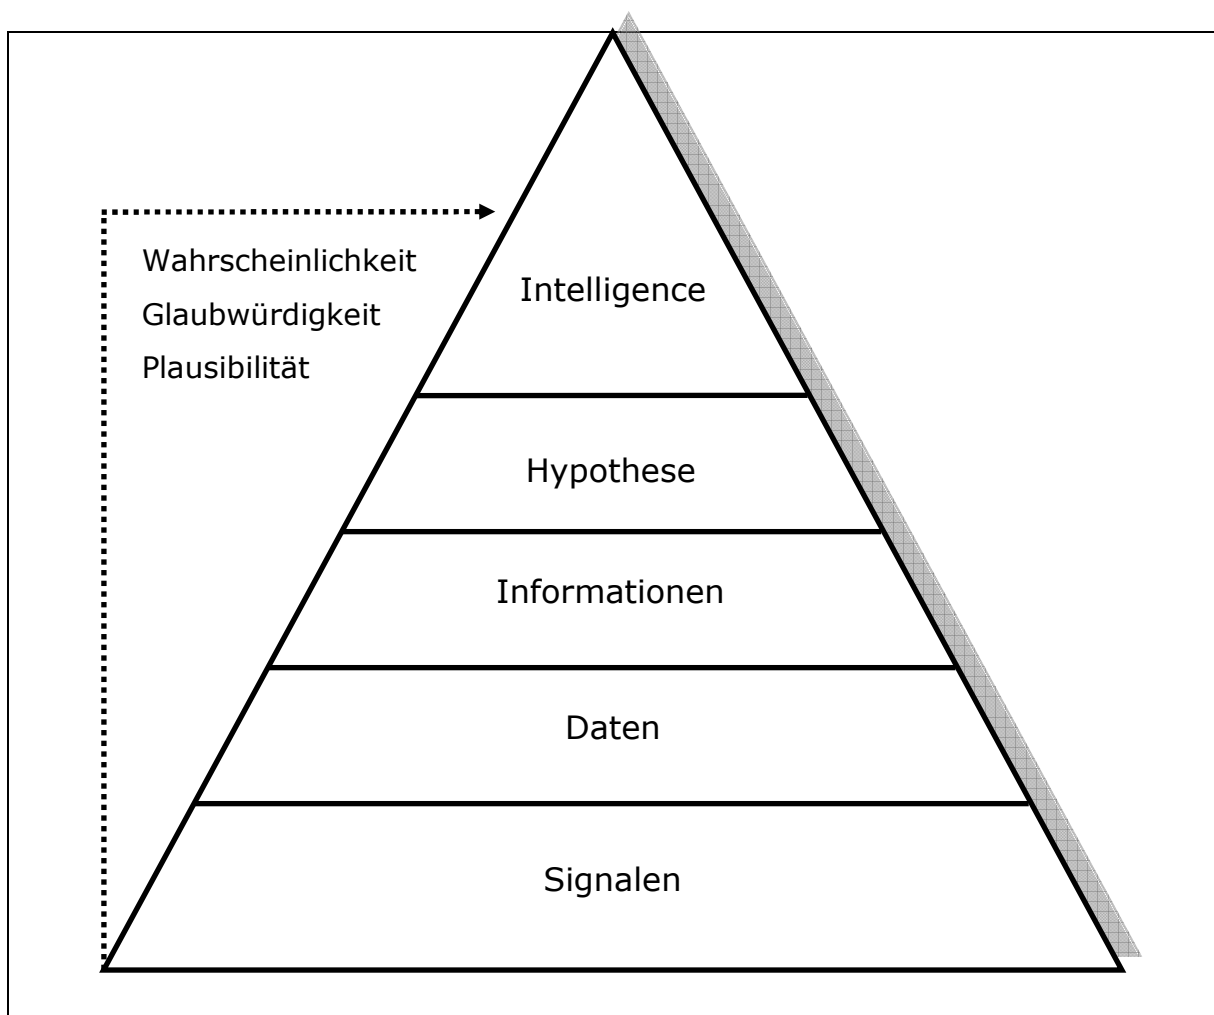 Wahrscheinlichkeit
Glaubwürdigkeit
Plausibilität
Intelligence
Hypothese
Informationen
Daten
Signalen